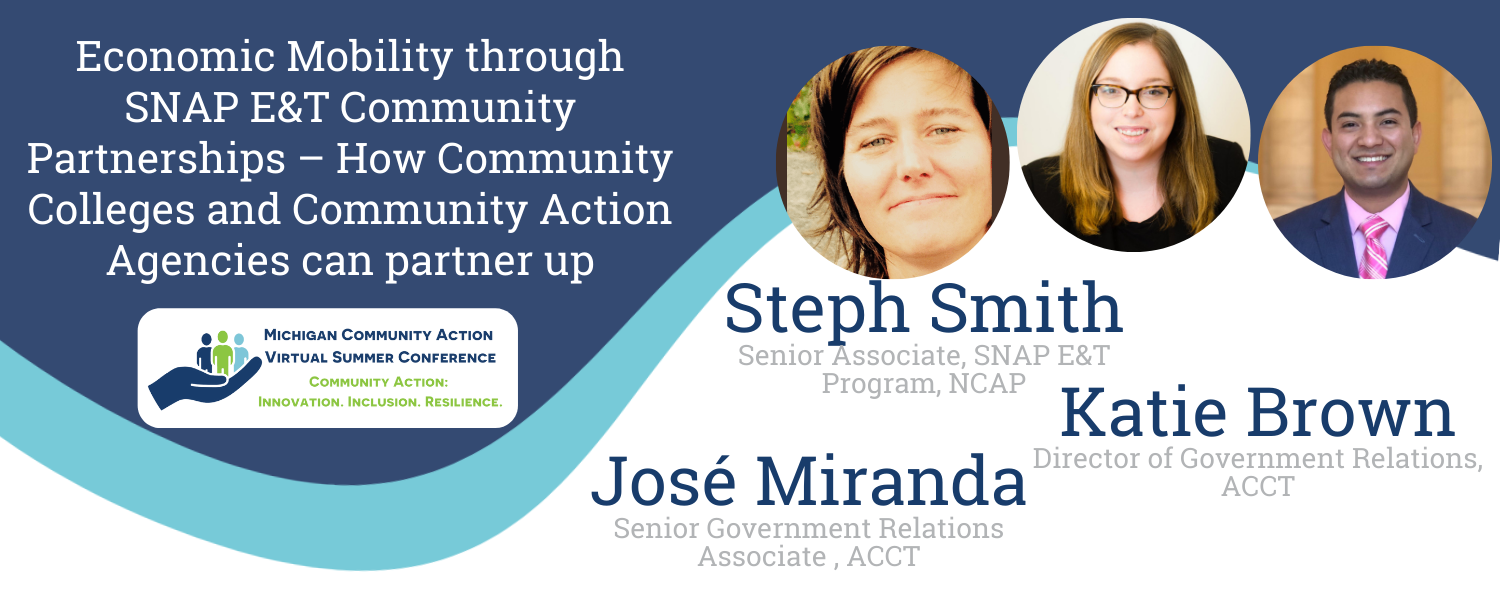 Economic Mobility through
SNAP E&T Community
Partnerships – How Community
Colleges and Community Action
Agencies can partner up
Michigan Community Action
Virtual Summer Conference
Community Action:
Innovation. Inclusion. Resilience.
Steph Smith
Senior Associate, SNAP E&T
Program, NCAP
Katie Brown
Director of Government Relations,
ACCT
José Miranda
Senior Government Relations
Associate , ACCT